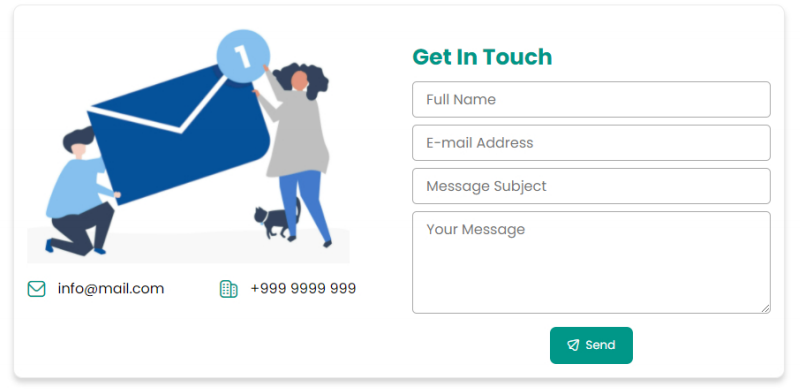 1
info@mail.com
+999 9999 999
Get In Touch
Full Name
E-mail Address
Message Subject
Your Message
Send